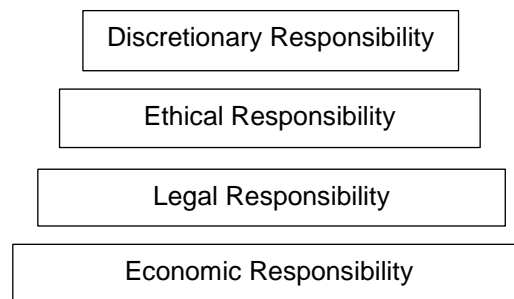 Discretionary Responsibility
Ethical Responsibility
Legal Responsibility
Economic Responsibility